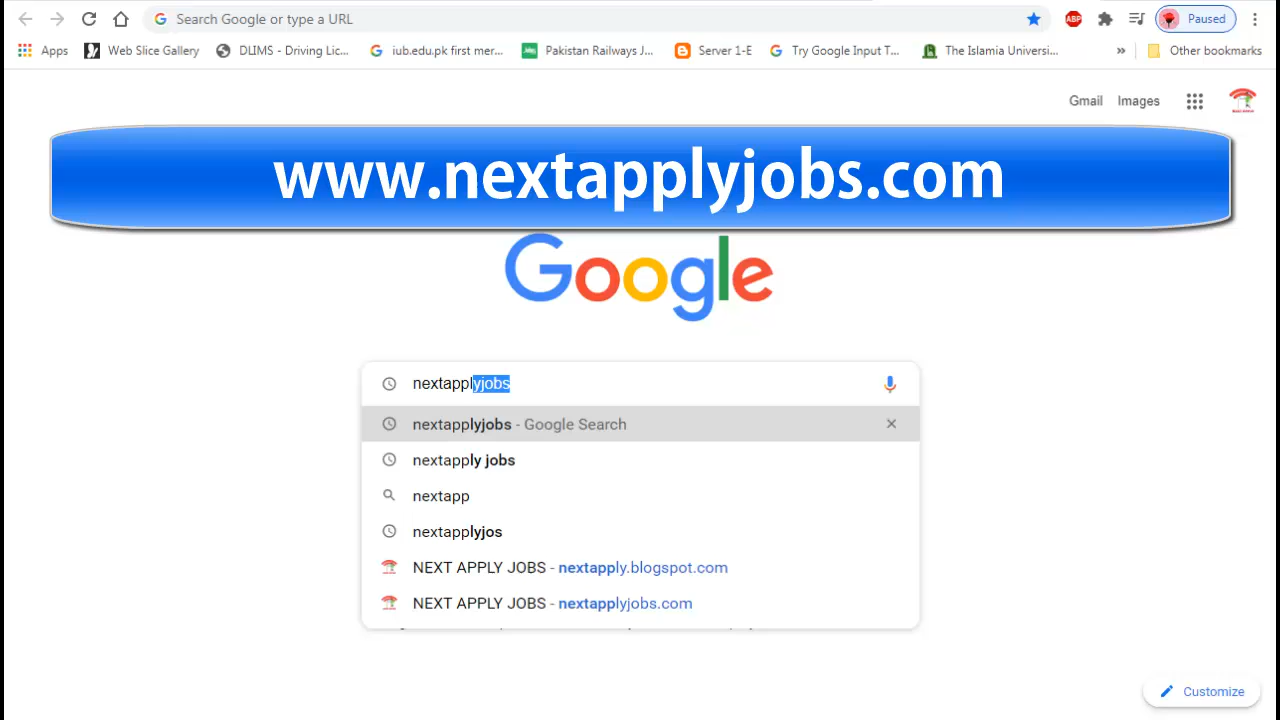 Search Google or type a URL
ABP
Paused
Apps
Web Slice Gallery
DLIMS - Driving Lic...
iub.edu.pk first mer...
Pakistan Railways J...
Server 1-E
Try Google Input T...
The Islamia Universi...
»
Other bookmarks
Gmail Images
www.nextapplyjobs.com
Google
nextapplyjobs
nextapplyjobs - Google Search
nextapply jobs
nextapp
nextapplyjos
NEXT APPLY JOBS - nextapply.blogspot.com
NEXT APPLY JOBS - nextapplyjobs.com
Customize